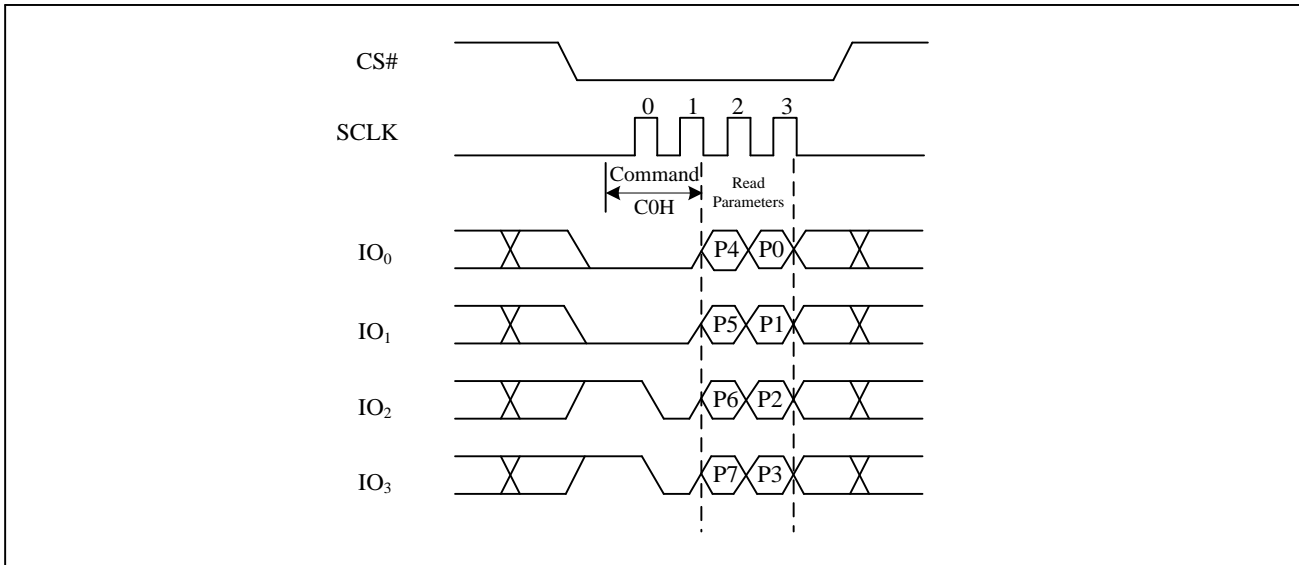 CS#
0 1 2 3
SCLK
Command
C0H
Read
Parameters
IO₀ P4 P0
IO₁ P5 P1
IO₂ P6 P2
IO₃ P7 P3